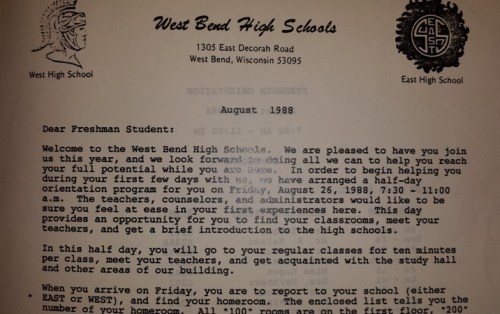 West Bend High Schools
1305 East Decorah Road
West Bend, Wisconsin 53095
West High School
East High School
EAST
August 1988
Dear Freshman Student:
Welcome to the West Bend High Schools. We are pleased to have you join
us this year, and we look forward to doing all we can to help you reach
your full potential while you are here. In order to begin helping you
during your first few days with us, we have arranged a half-day
orientation program for you on Friday, August 26, 1988, 7:30 - 11:00
a.m. The teachers, counselors, and administrators would like to be
sure you feel at ease in your first experiences here. This day
provides an opportunity for you to find your classrooms, meet your
teachers, and get a brief introduction to the high schools.
In this half day, you will go to your regular classes for ten minutes
per class, meet your teachers, and get acquainted with the study hall
and other areas of our building.
When you arrive on Friday, you are to report to your school (either
EAST or WEST), and find your homeroom. The enclosed list tells you the
number of your homeroom. All "100" rooms are on the first floor, "200"